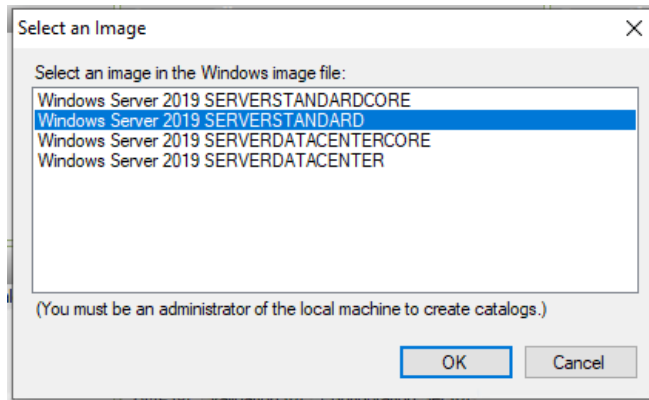 Select an Image
Select an image in the Windows image file:
Windows Server 2019 SERVERSTANDARDCORE
Windows Server 2019 SERVERSTANDARD
Windows Server 2019 SERVERDATACENTERCORE
Windows Server 2019 SERVERDATACENTER
(You must be an administrator of the local machine to create catalogs.)
OK Cancel